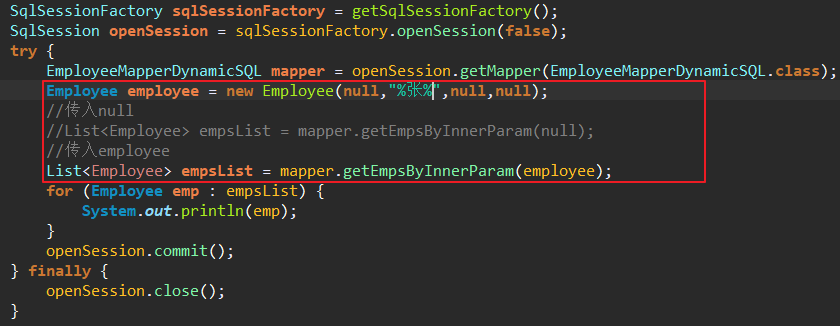 SqlSessionFactory sqlSessionFactory = getSqlSessionFactory();
SqlSession openSession = sqlSessionFactory.openSession(false);
try {
EmployeeMapperDynamicSQL mapper = openSession.getMapper(EmployeeMapperDynamicSQL.class);
Employee employee = new Employee(null,"%张%",null,null);
//传入null
//List<Employee> empsList = mapper.getEmpsByInnerParam(null);
//传入employee
List<Employee> empsList = mapper.getEmpsByInnerParam(employee);
for (Employee emp : empsList) {
System.out.println(emp);
}
openSession.commit();
} finally {
openSession.close();
}